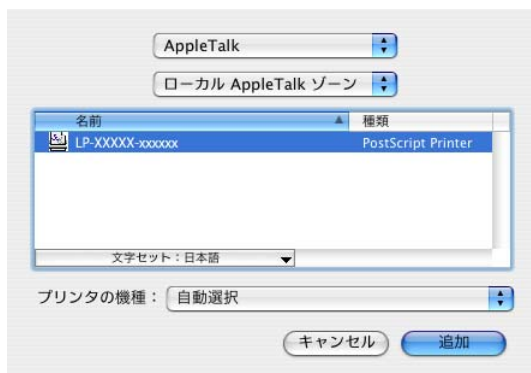 AppleTalk
ローカル AppleTalk ゾーン
名前 種類
LP-XXXXX-xxxxxx PostScript Printer
文字セット：日本語
プリンタの機種： 自動選択
キャンセル 追加